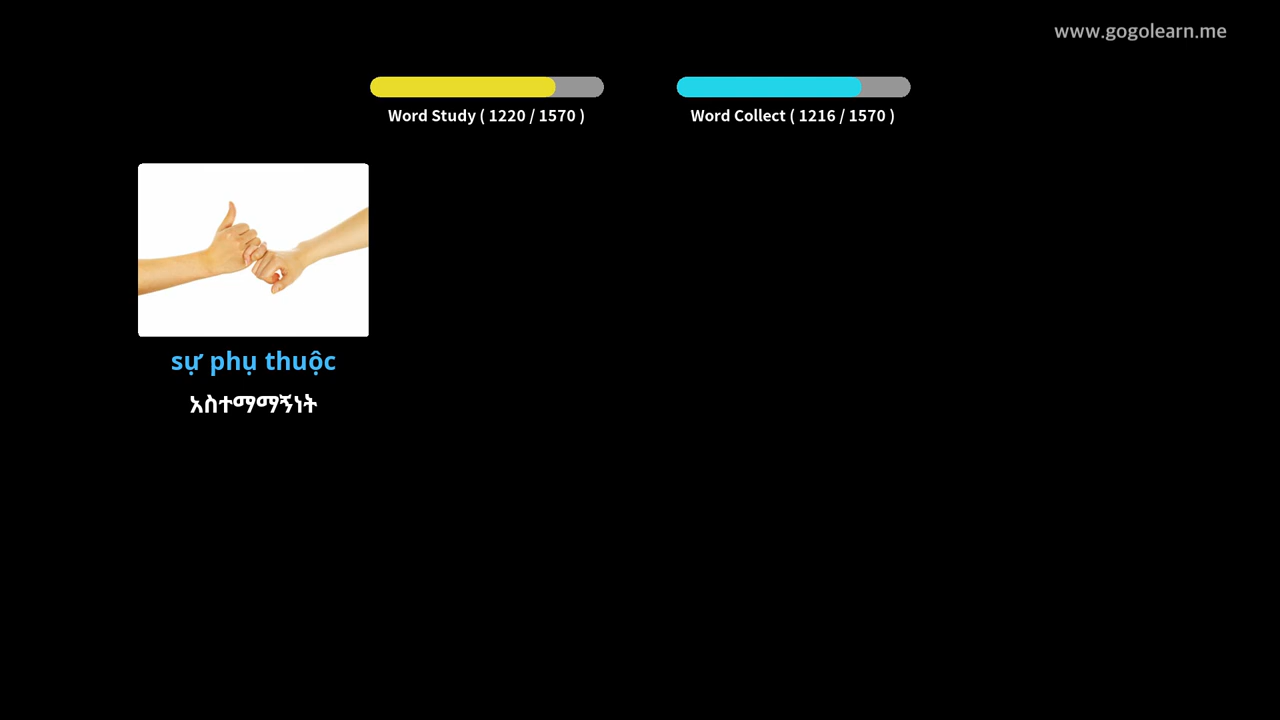 www.gogolearn.me
Word Study ( 1220 / 1570 )
Word Collect ( 1216 / 1570 )
sự phụ thuộc
አስተማማኝነት